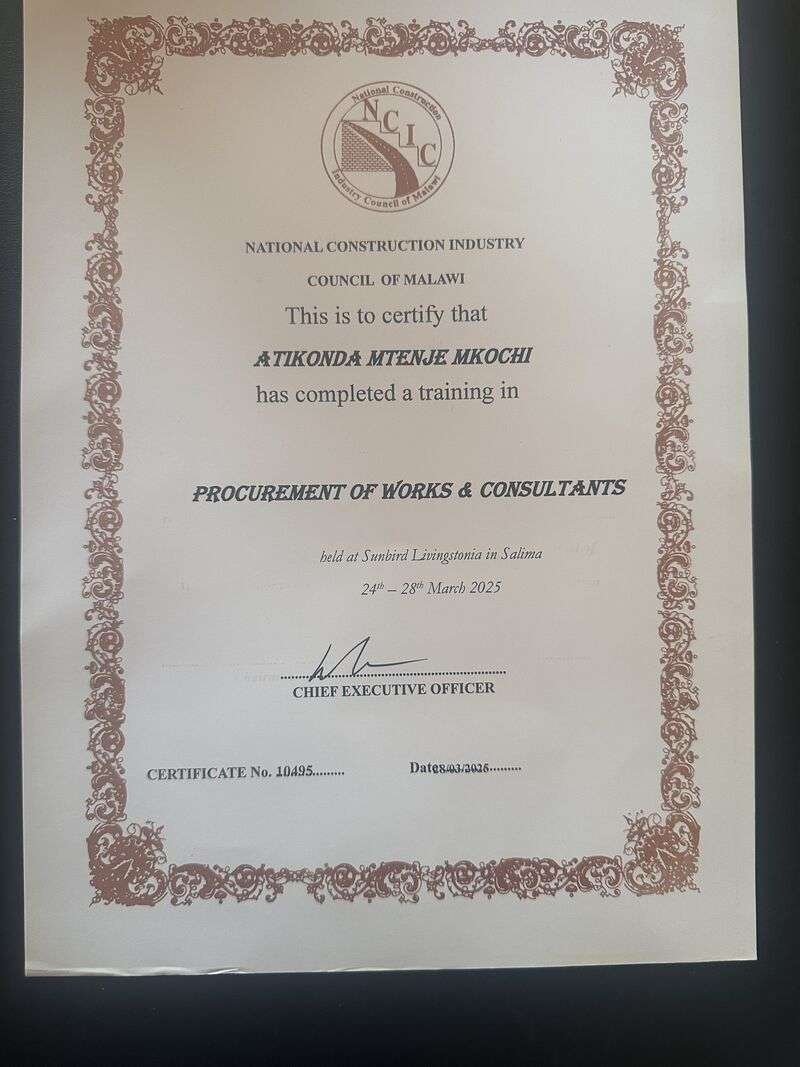 National Construction
NCIC
Industry Council of Malawi
NATIONAL CONSTRUCTION INDUSTRY
COUNCIL OF MALAWI
This is to certify that
ATIKONDA MTENJE MKOCHI
has completed a training in
PROCUREMENT OF WORKS & CONSULTANTS
held at Sunbird Livingstonia in Salima
24th – 28th March 2025
CHIEF EXECUTIVE OFFICER
CERTIFICATE No. 10495......... Date28/03/2025.........